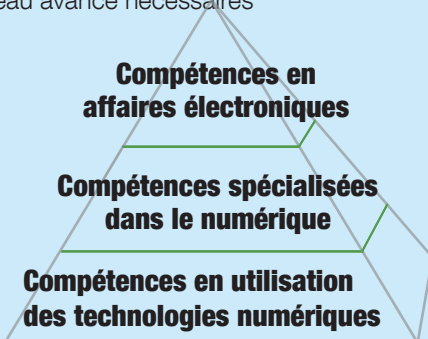 avancé nécessaires
Compétences en
affaires électroniques
Compétences spécialisées
dans le numérique
Compétences en utilisation
des technologies numériques